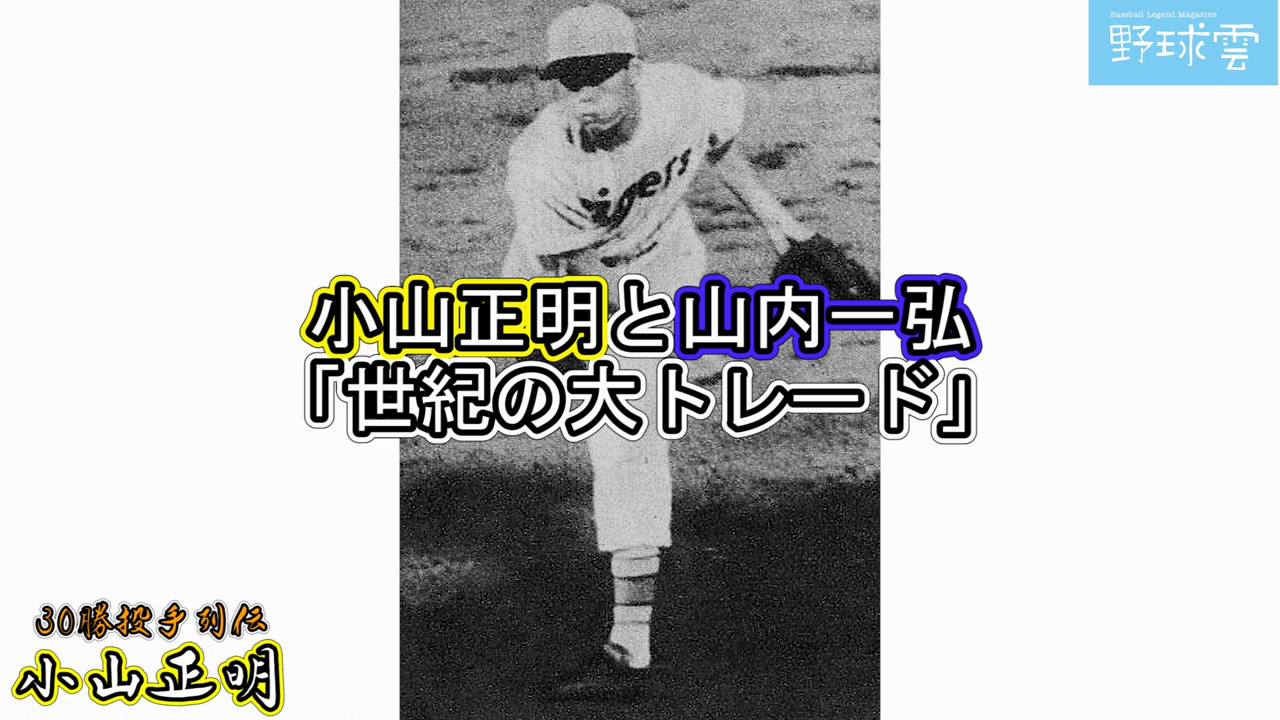 Baseball Legend Magazine
野球雲
Tigers
小山正明と山内一弘
「世紀の大トレード」
30勝投手列伝
小山正明